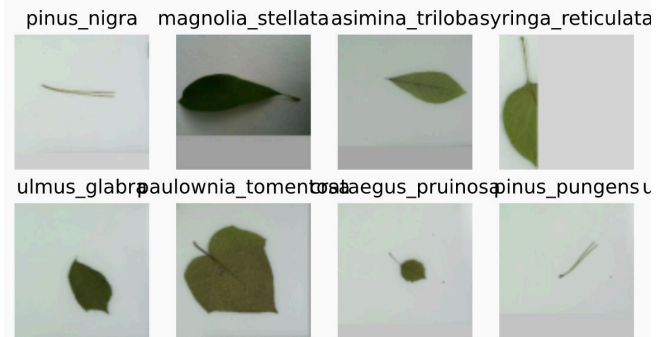 pinus_nigra magnolia_stellata asimina_triloba syringa_reticulata
ulmus_glabra paulownia_tomentosa crataegus_pruinosa pinus_pungens u